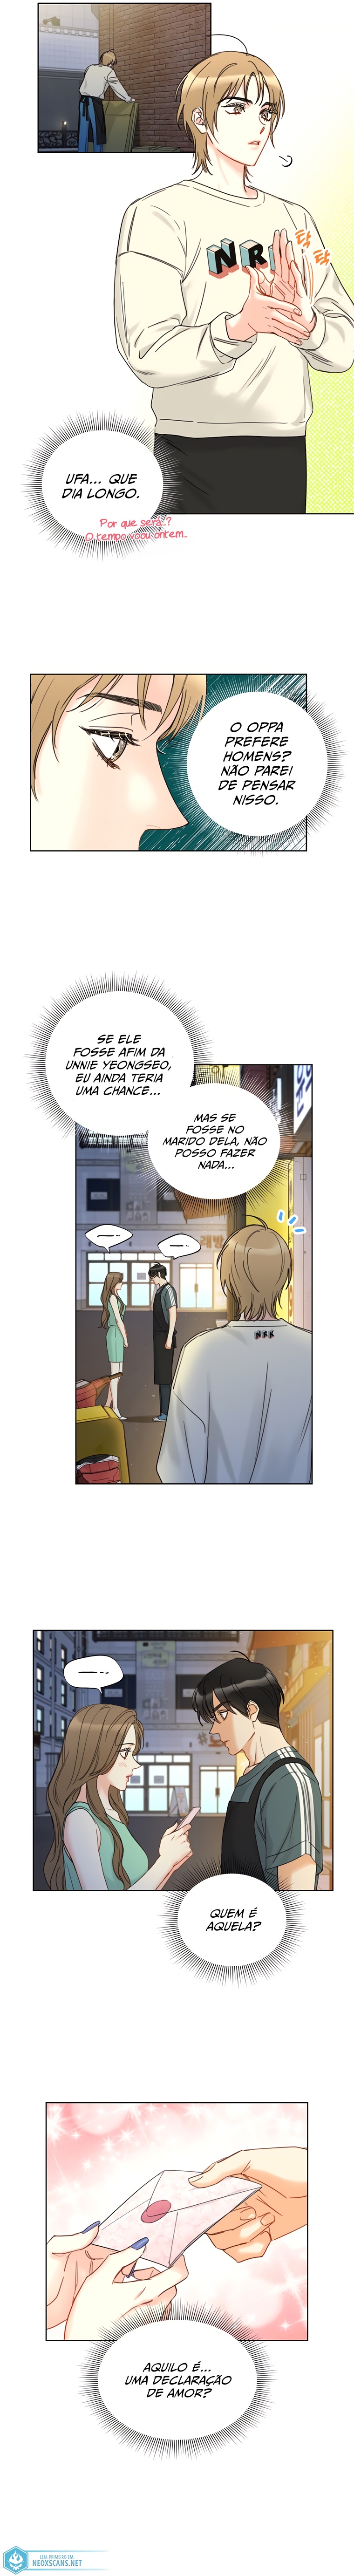 NRK
탁
탁
UFA... QUE
DIA LONGO.
Por que será..?
O tempo voou ontem..
O OPPA
PREFERE
HOMENS?
NÃO PAREI
DE PENSAR
NISSO.
SE ELE
FOSSE AFIM DA
UNNIE YEONGSEO,
EU AINDA TERIA
UMA CHANCE...
MAS SE
FOSSE NO
MARIDO DELA, NÃO
POSSO FAZER
NADA...
NRK
QUEM É
AQUELA?
AQUILO É...
UMA DECLARAÇÃO
DE AMOR?
LEIA PRIMEIRO EM
NEOXSCANS.NET